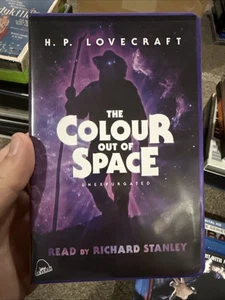 H. P. LOVECRAFT
THE
COLOUR
OUT OF
SPACE
UNEXPURGATED
READ BY RICHARD STANLEY